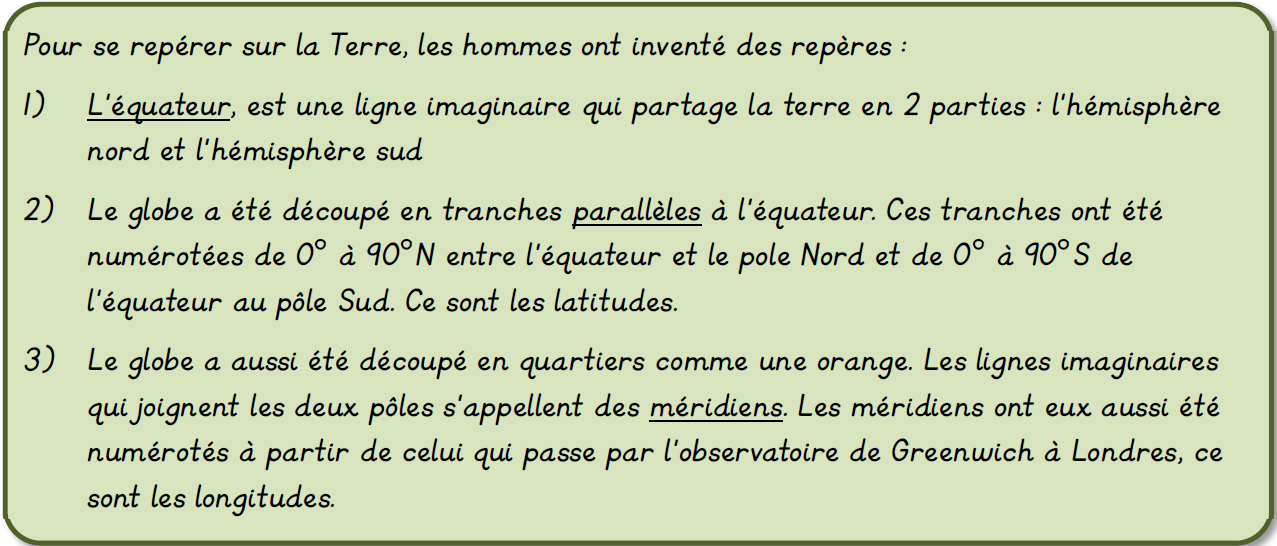 Pour se repérer sur la Terre, les hommes ont inventé des repères :
1) L'équateur, est une ligne imaginaire qui partage la terre en 2 parties : l'hémisphère
nord et l'hémisphère sud
2) Le globe a été découpé en tranches parallèles à l'équateur. Ces tranches ont été
numérotées de 0° à 90°N entre l'équateur et le pole Nord et de 0° à 90°S de
l'équateur au pôle Sud. Ce sont les latitudes.
3) Le globe a aussi été découpé en quartiers comme une orange. Les lignes imaginaires
qui joignent les deux pôles s'appellent des méridiens. Les méridiens ont eux aussi été
numérotés à partir de celui qui passe par l'observatoire de Greenwich à Londres, ce
sont les longitudes.